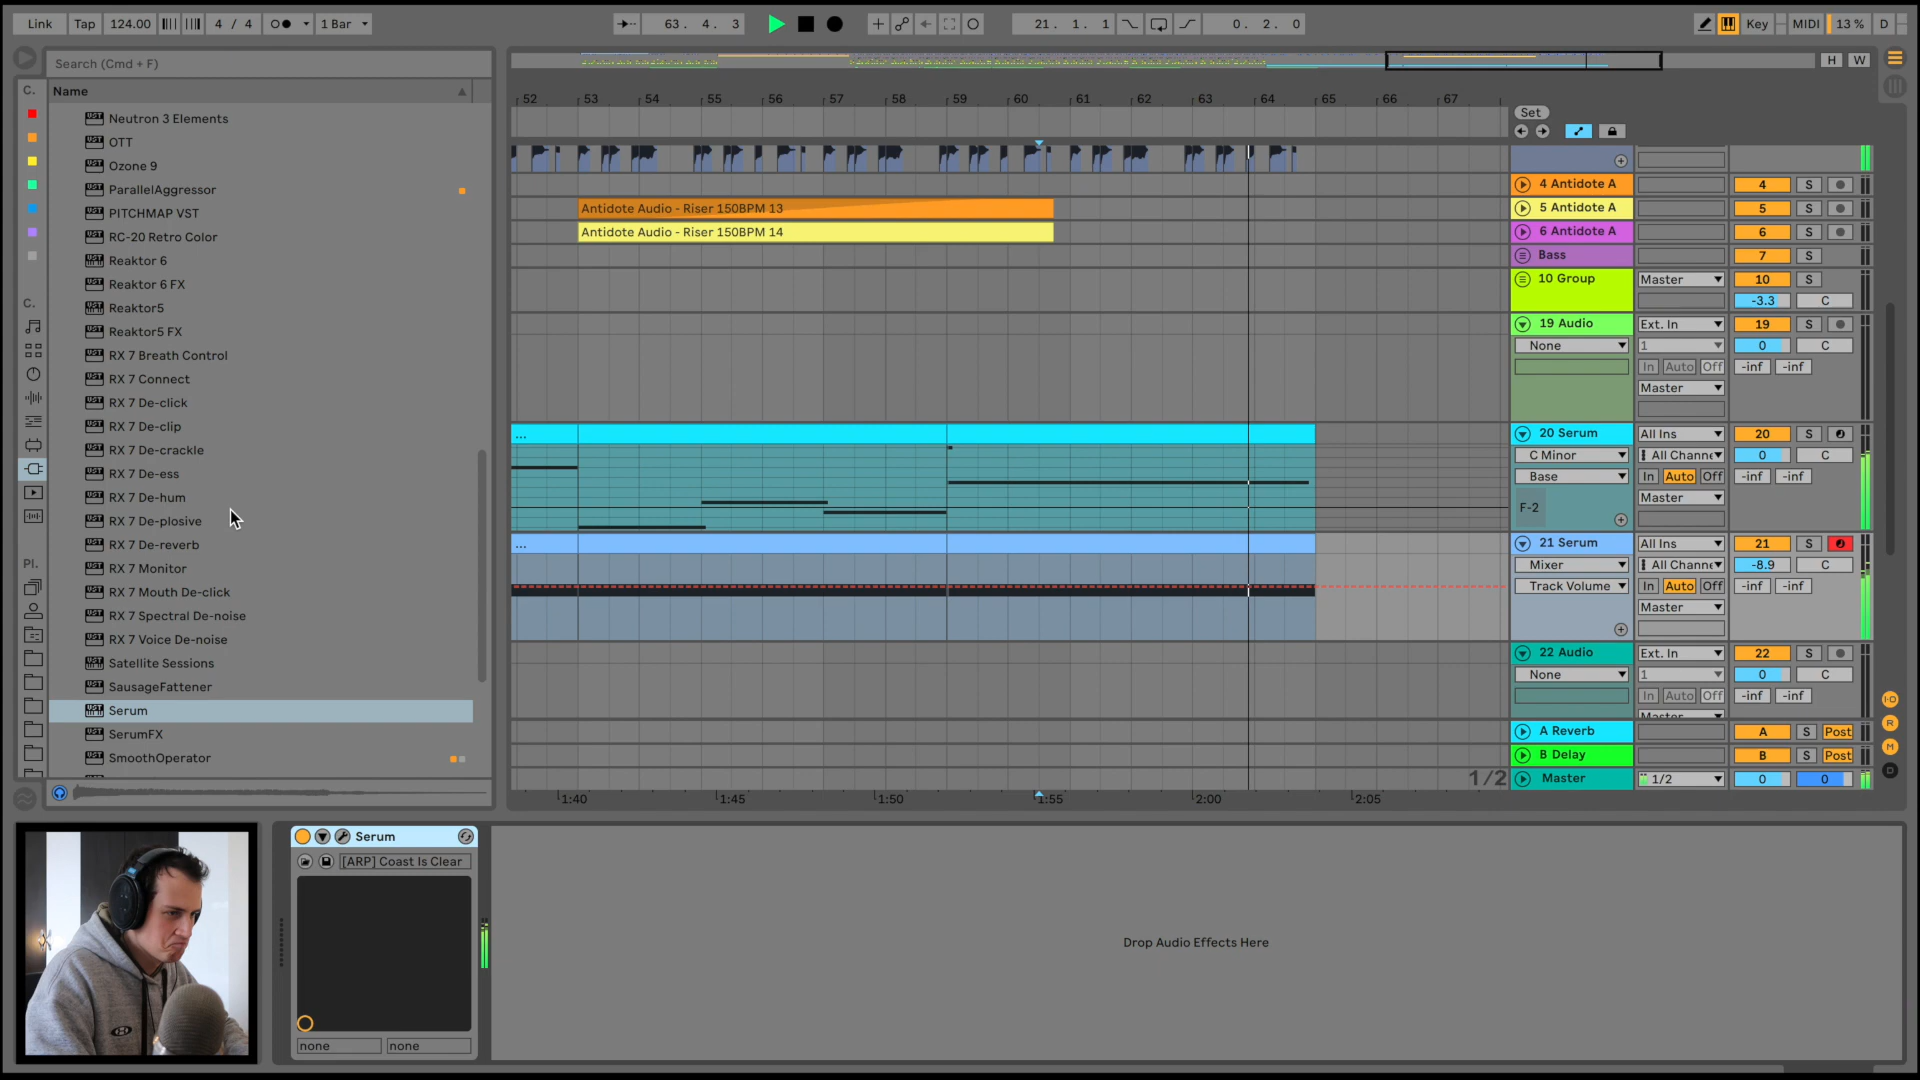 Link Tap 124.00 4 / 4 1 Bar 63. 4. 3 21. 1. 1 0. 2. 0 Key MIDI 13 % D
Search (Cmd + F)
H W
C.
Name
Neutron 3 Elements
OTT
Ozone 9
ParallelAggressor
PITCHMAP VST
RC-20 Retro Color
Reaktor 6
Reaktor 6 FX
Reaktor5
Reaktor5 FX
RX 7 Breath Control
RX 7 Connect
RX 7 De-click
RX 7 De-clip
RX 7 De-crackle
RX 7 De-ess
RX 7 De-hum
RX 7 De-plosive
RX 7 De-reverb
RX 7 Monitor
RX 7 Mouth De-click
RX 7 Spectral De-noise
RX 7 Voice De-noise
Satellite Sessions
SausageFattener
Serum
SerumFX
SmoothOperator
C.
Pl.
52 53 54 55 56 57 58 59 60 61 62 63 64 65 66 67
Set
4 Antidote A 4 S
Antidote Audio - Riser 150BPM 13
5 Antidote A 5 S
Antidote Audio - Riser 150BPM 14
6 Antidote A 6 S
Bass 7 S
10 Group Master 10 S
-3.3 C
19 Audio Ext. In 19 S
None 1 0 C
In Auto Off -inf -inf
Master
...
20 Serum All Ins 20 S
C Minor All Channe 0 C
Base In Auto Off -inf -inf
Master
F-2
...
21 Serum All Ins 21 S
Mixer All Channe -8.9 C
Track Volume In Auto Off -inf -inf
Master
22 Audio Ext. In 22 S
None 1 0 C
In Auto Off -inf -inf
Master
A Reverb A S Post
B Delay B S Post
1/2 Master 1/2 0 0
I·O
R
M
D
1:40 1:45 1:50 1:55 2:00 2:05
Serum
[ARP] Coast Is Clear
none none
Drop Audio Effects Here